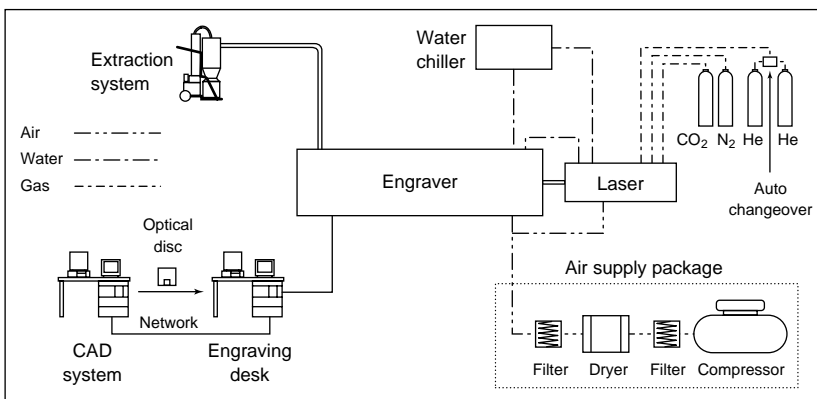 Extraction
system
Water
chiller
Air
Water
Gas
CO2 N2 He He
Engraver
Laser
Auto
changeover
Optical
disc
Air supply package
Network
CAD
system
Engraving
desk
Filter Dryer Filter Compressor